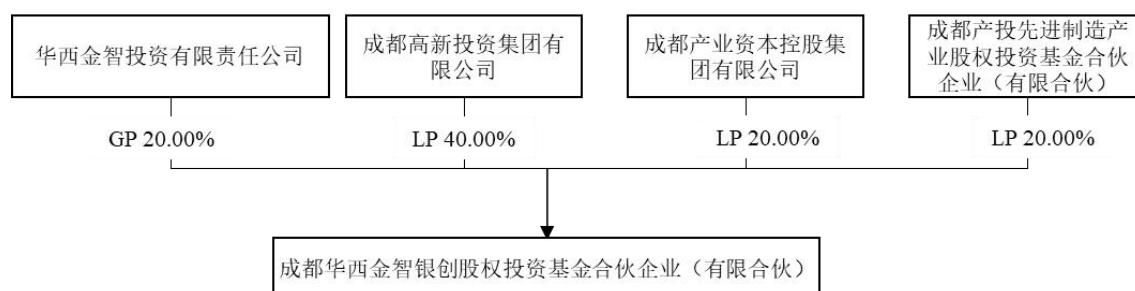 华西金智投资有限责任公司
成都高新投资集团有
限公司
成都产业资本控股集
团有限公司
成都产投先进制造产
业股权投资基金合伙
企业（有限合伙）
GP 20.00%
LP 40.00%
LP 20.00%
LP 20.00%
成都华西金智银创股权投资基金合伙企业（有限合伙）